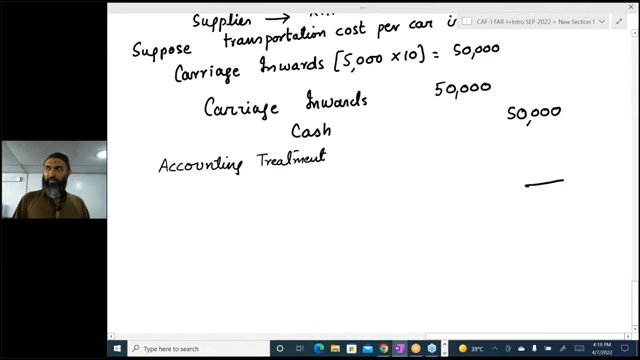 CAF-1 FAR-I+Intro SEP-2022 > New Section 1
Supplier →
Suppose transportation cost per car
Carriage Inwards [5,000 × 10] = 50,000
Carriage Inwards 50,000
Cash 50,000
Accounting Treatment
Type here to search
39°C
4:19 PM
4/7/2022